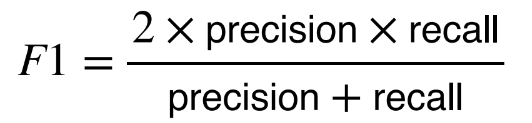 F1 = 2 × precision × recall
precision + recall